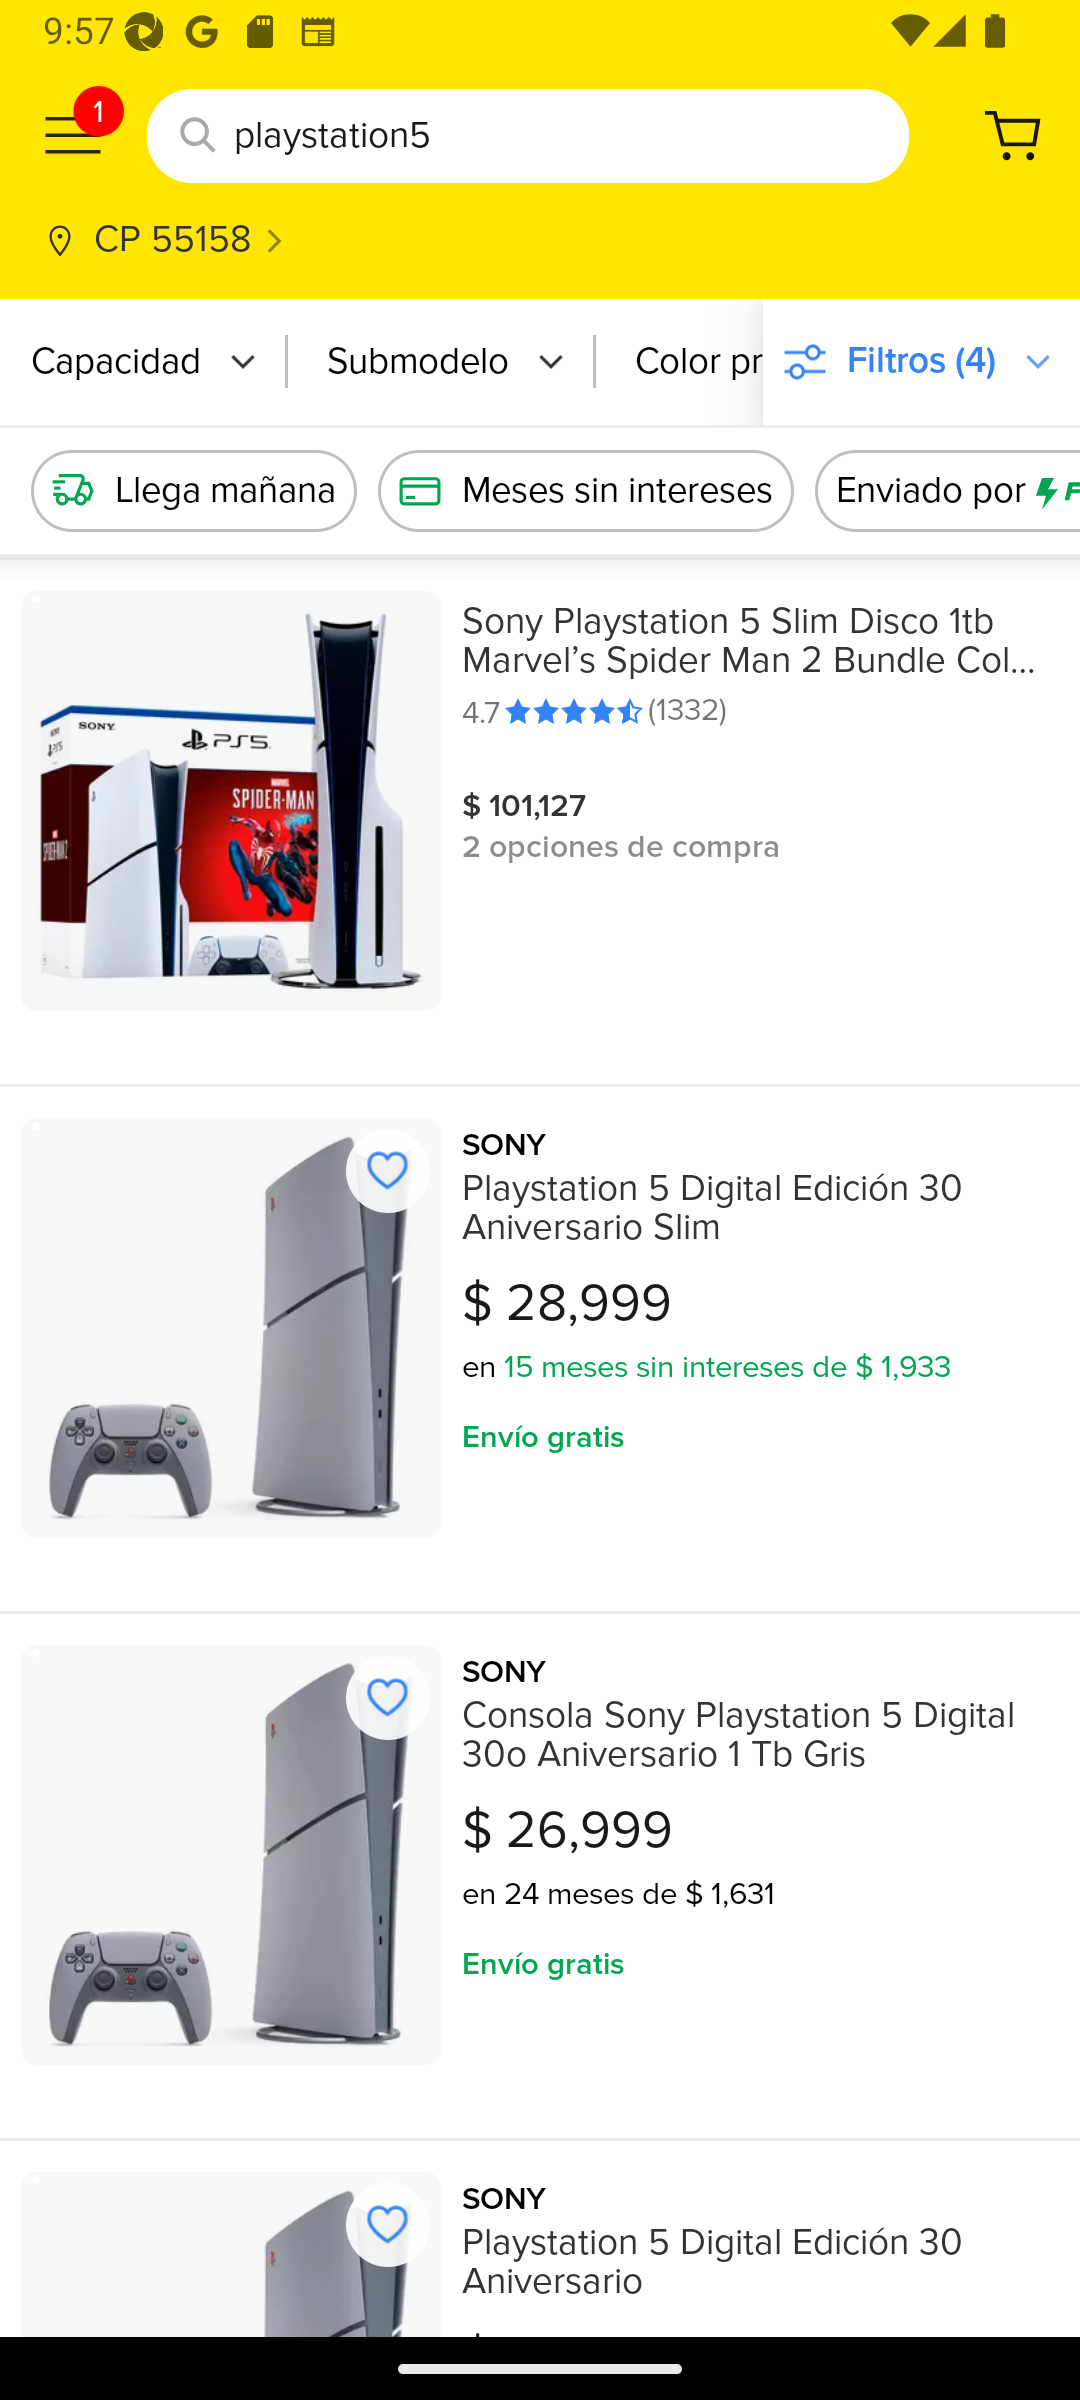 9:57
1
playstation5
CP 55158
Capacidad
Submodelo
Color pr
Filtros (4)
Llega mañana
Meses sin intereses
Enviado por F
SONY
PS5
SPIDER-MAN
Sony Playstation 5 Slim Disco 1tb
Marvel’s Spider Man 2 Bundle Col...
4.7 (1332)
$ 101,127
2 opciones de compra
SONY
Playstation 5 Digital Edición 30
Aniversario Slim
$ 28,999
en 15 meses sin intereses de $ 1,933
Envío gratis
SONY
Consola Sony Playstation 5 Digital
30o Aniversario 1 Tb Gris
$ 26,999
en 24 meses de $ 1,631
Envío gratis
SONY
Playstation 5 Digital Edición 30
Aniversario